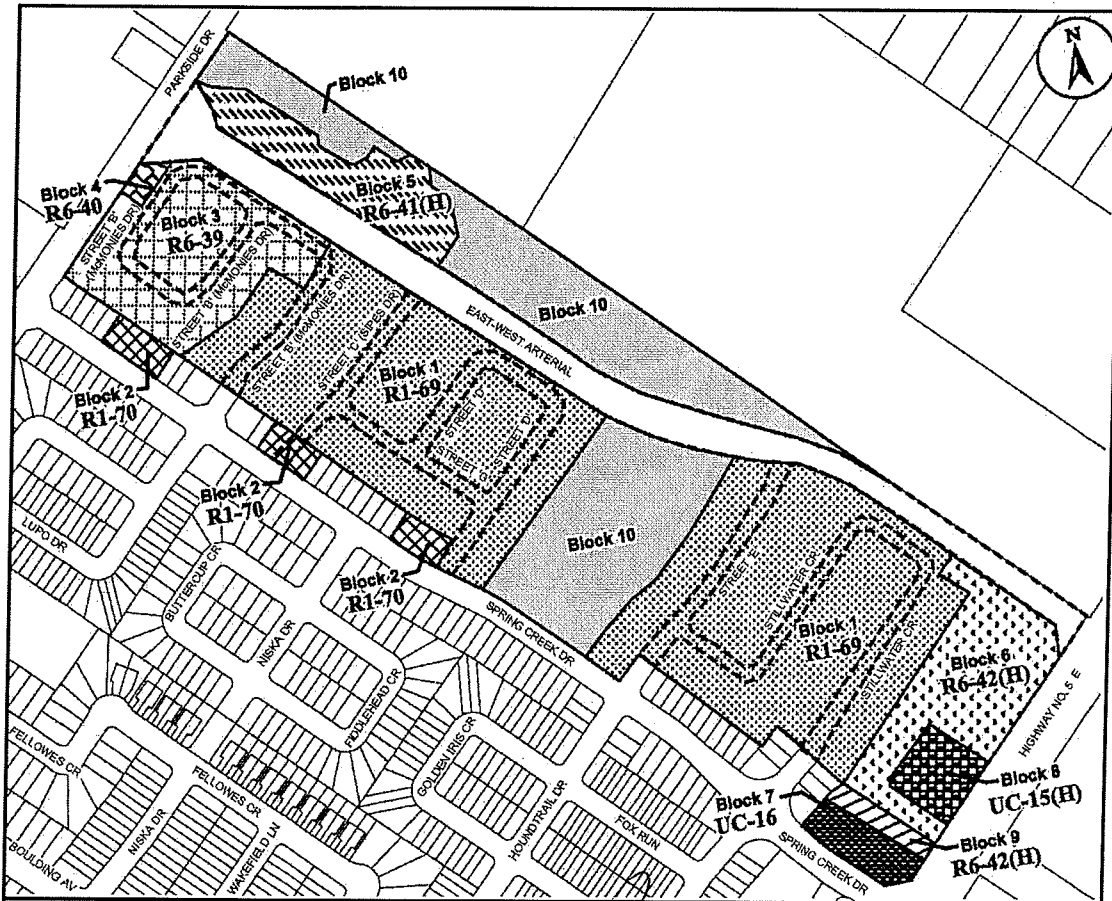 N
PARKSIDE DR
Block 10
Block 5
R6-41(H)
Block 4
R6-40
Block 3
R6-39
STREET 'B'
(McMONIES DR)
STREET 'B' (McMONIES DR)
STREET 'B' (McMONIES DR)
STREET 'C' (SIPES DR)
EAST-WEST ARTERIAL
Block 10
Block 1
R1-69
STREET 'D'
STREET 'D'
STREET 'G'
Block 2
R1-70
Block 2
R1-70
Block 2
R1-70
Block 10
STREET 'E'
STILLWATER CR
Block 1
R1-69
STILLWATER CR
Block 6
R6-42(H)
HIGHWAY NO. 5 E
Block 8
UC-15(H)
Block 7
UC-16
Block 9
R6-42(H)
SPRING CREEK DR
SPRING CREEK DR
LUPO DR
BUTTERCUP CR
NISKA DR
FIDDLEHEAD CR
GOLDEN IRIS CR
HOUNDTRAIL DR
FOX RUN
FELLOWES CR
FELLOWES CR
NISKA DR
WAKEFIELD LN
BOULDING AV